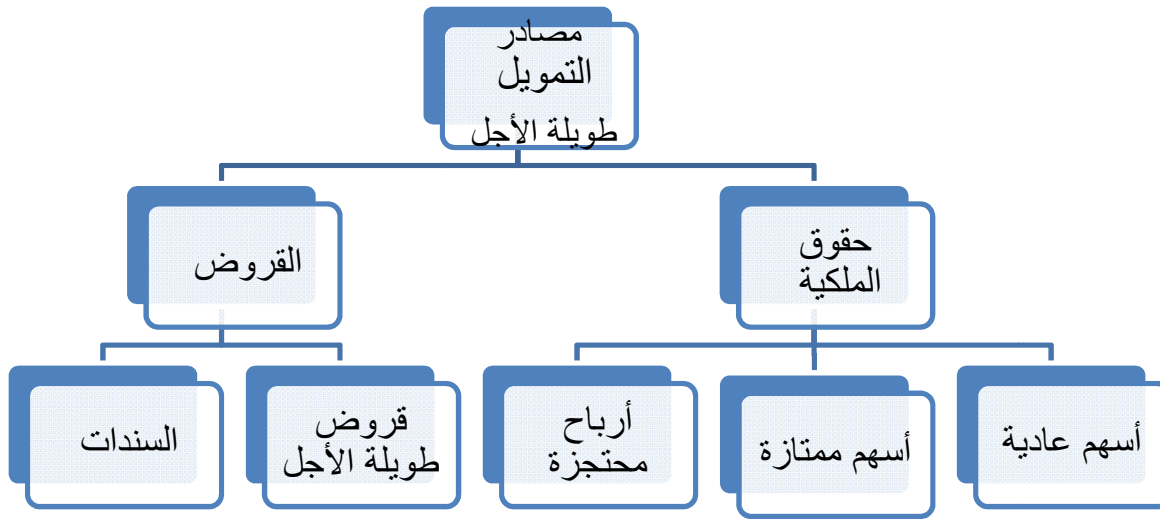 مصادر
التمويل
طويلة الأجل
حقوق
الملكية
القروض
أسهم عادية
أسهم ممتازة
أرباح
محتجزة
قروض
طويلة الأجل
السندات